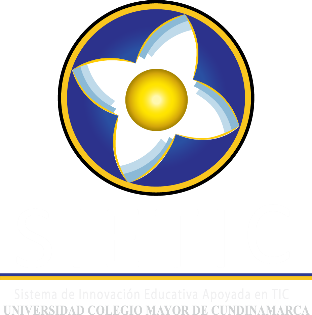 Sistema de Innovación Educativa Apoyada en TIC
UNIVERSIDAD COLEGIO MAYOR DE CUNDINAMARCA